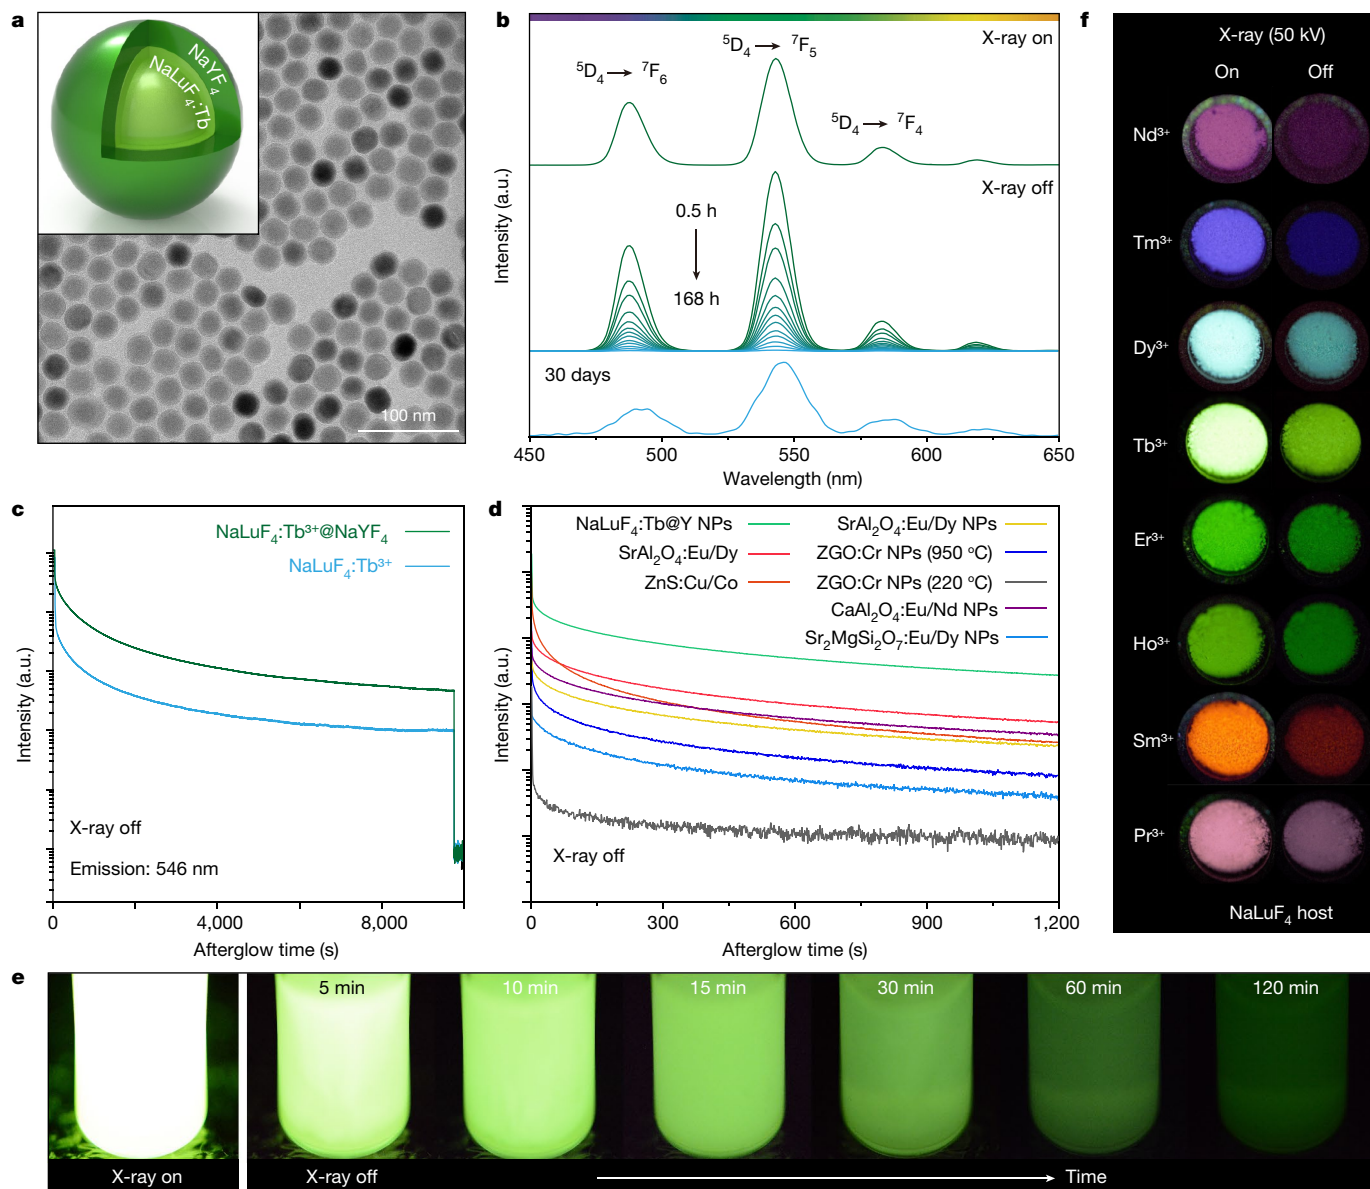 a
NaYF4
NaLuF4:Tb
100 nm
b
X-ray on
⁵D₄ → ⁷F₆
⁵D₄ → ⁷F₅
⁵D₄ → ⁷F₄
X-ray off
0.5 h
168 h
30 days
Intensity (a.u.)
450 500 550 600 650
Wavelength (nm)
c
NaLuF₄:Tb³⁺@NaYF₄
NaLuF₄:Tb³⁺
X-ray off
Emission: 546 nm
Intensity (a.u.)
0 4,000 8,000
Afterglow time (s)
d
NaLuF₄:Tb@Y NPs
SrAl₂O₄:Eu/Dy
ZnS:Cu/Co
SrAl₂O₄:Eu/Dy NPs
ZGO:Cr NPs (950 °C)
ZGO:Cr NPs (220 °C)
CaAl₂O₄:Eu/Nd NPs
Sr₂MgSi₂O₇:Eu/Dy NPs
X-ray off
Intensity (a.u.)
0 300 600 900 1,200
Afterglow time (s)
e
5 min 10 min 15 min 30 min 60 min 120 min
X-ray on X-ray off Time
f
X-ray (50 kV)
On Off
Nd³⁺
Tm³⁺
Dy³⁺
Tb³⁺
Er³⁺
Ho³⁺
Sm³⁺
Pr³⁺
NaLuF₄ host